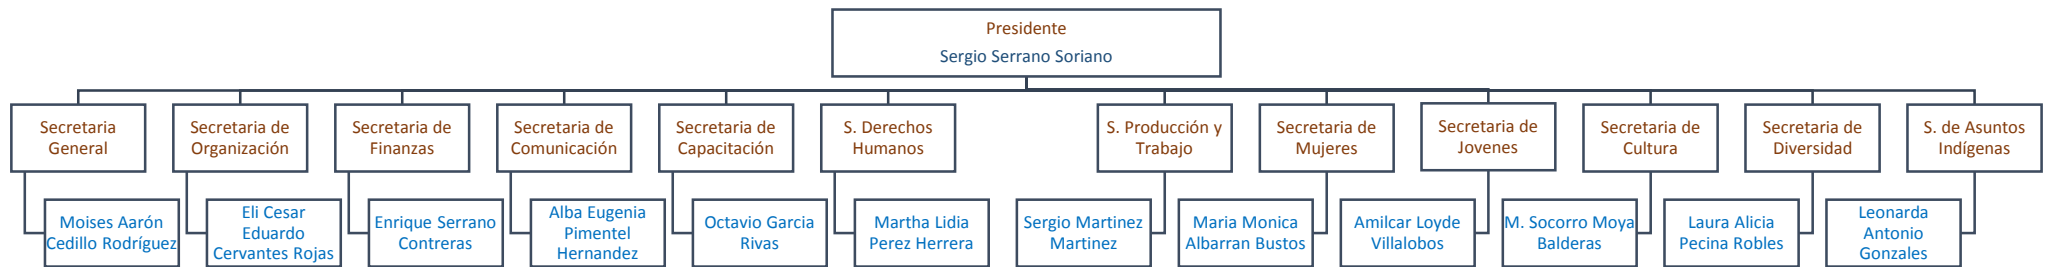 Presidente
Sergio Serrano Soriano
Secretaria
General
Secretaria de
Organización
Secretaria de
Finanzas
Secretaria de
Comunicación
Secretaria de
Capacitación
S. Derechos
Humanos
S. Producción y
Trabajo
Secretaria de
Mujeres
Secretaria de
Jovenes
Secretaria de
Cultura
Secretaria de
Diversidad
S. de Asuntos
Indígenas
Moises Aarón
Cedillo Rodríguez
Eli Cesar
Eduardo
Cervantes Rojas
Enrique Serrano
Contreras
Alba Eugenia
Pimentel
Hernandez
Octavio Garcia
Rivas
Martha Lidia
Perez Herrera
Sergio Martinez
Martinez
Maria Monica
Albarran Bustos
Amilcar Loyde
Villalobos
M. Socorro Moya
Balderas
Laura Alicia
Pecina Robles
Leonarda
Antonio
Gonzales